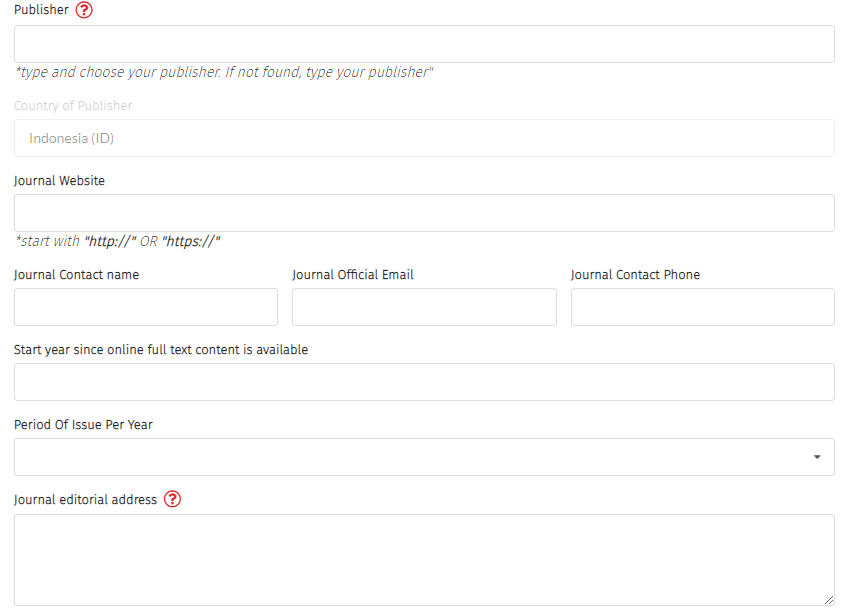 Publisher ?
*type and choose your publisher. If not found, type your publisher"
Country of Publisher
Indonesia (ID)
Journal Website
*start with "http://" OR "https://"
Journal Contact name Journal Official Email Journal Contact Phone
Start year since online full text content is available
Period Of Issue Per Year
Journal editorial address ?